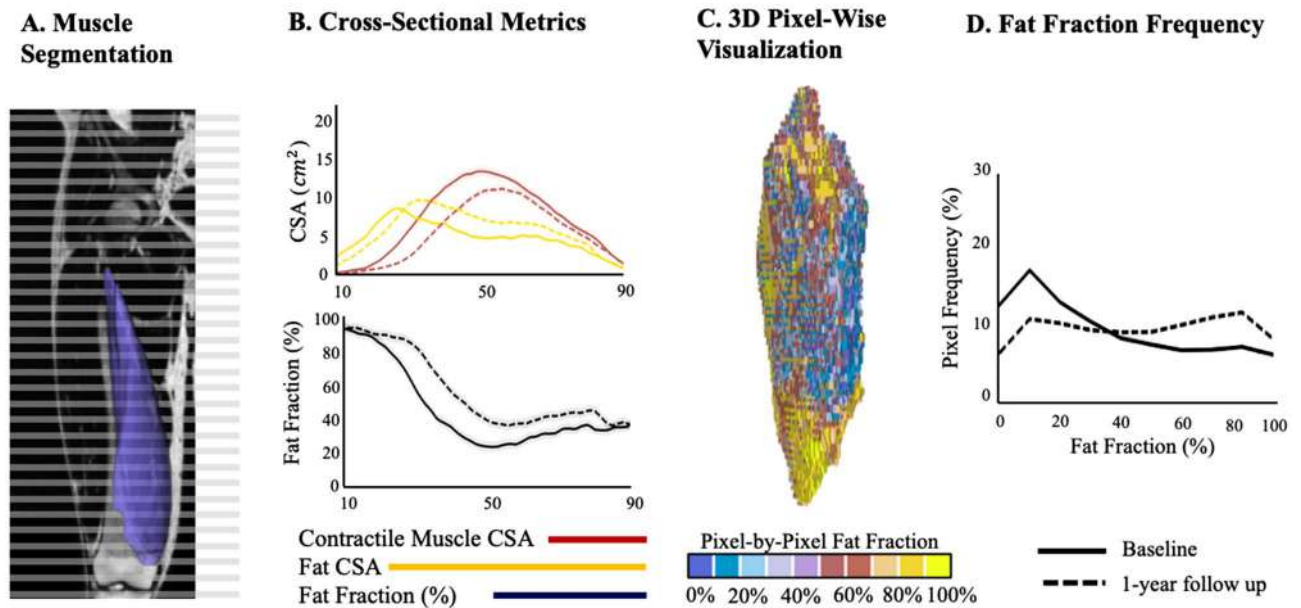 A. Muscle
Segmentation
B. Cross-Sectional Metrics
CSA (cm²)
20
15
10
5
0
10
50
90
Fat Fraction (%)
100
80
60
40
20
0
10
50
90
Contractile Muscle CSA
Fat CSA
Fat Fraction (%)
C. 3D Pixel-Wise
Visualization
Pixel-by-Pixel Fat Fraction
0% 20% 40% 60% 80% 100%
D. Fat Fraction Frequency
Pixel Frequency (%)
30
20
10
0
0 20 40 60 80 100
Fat Fraction (%)
Baseline
1-year follow up